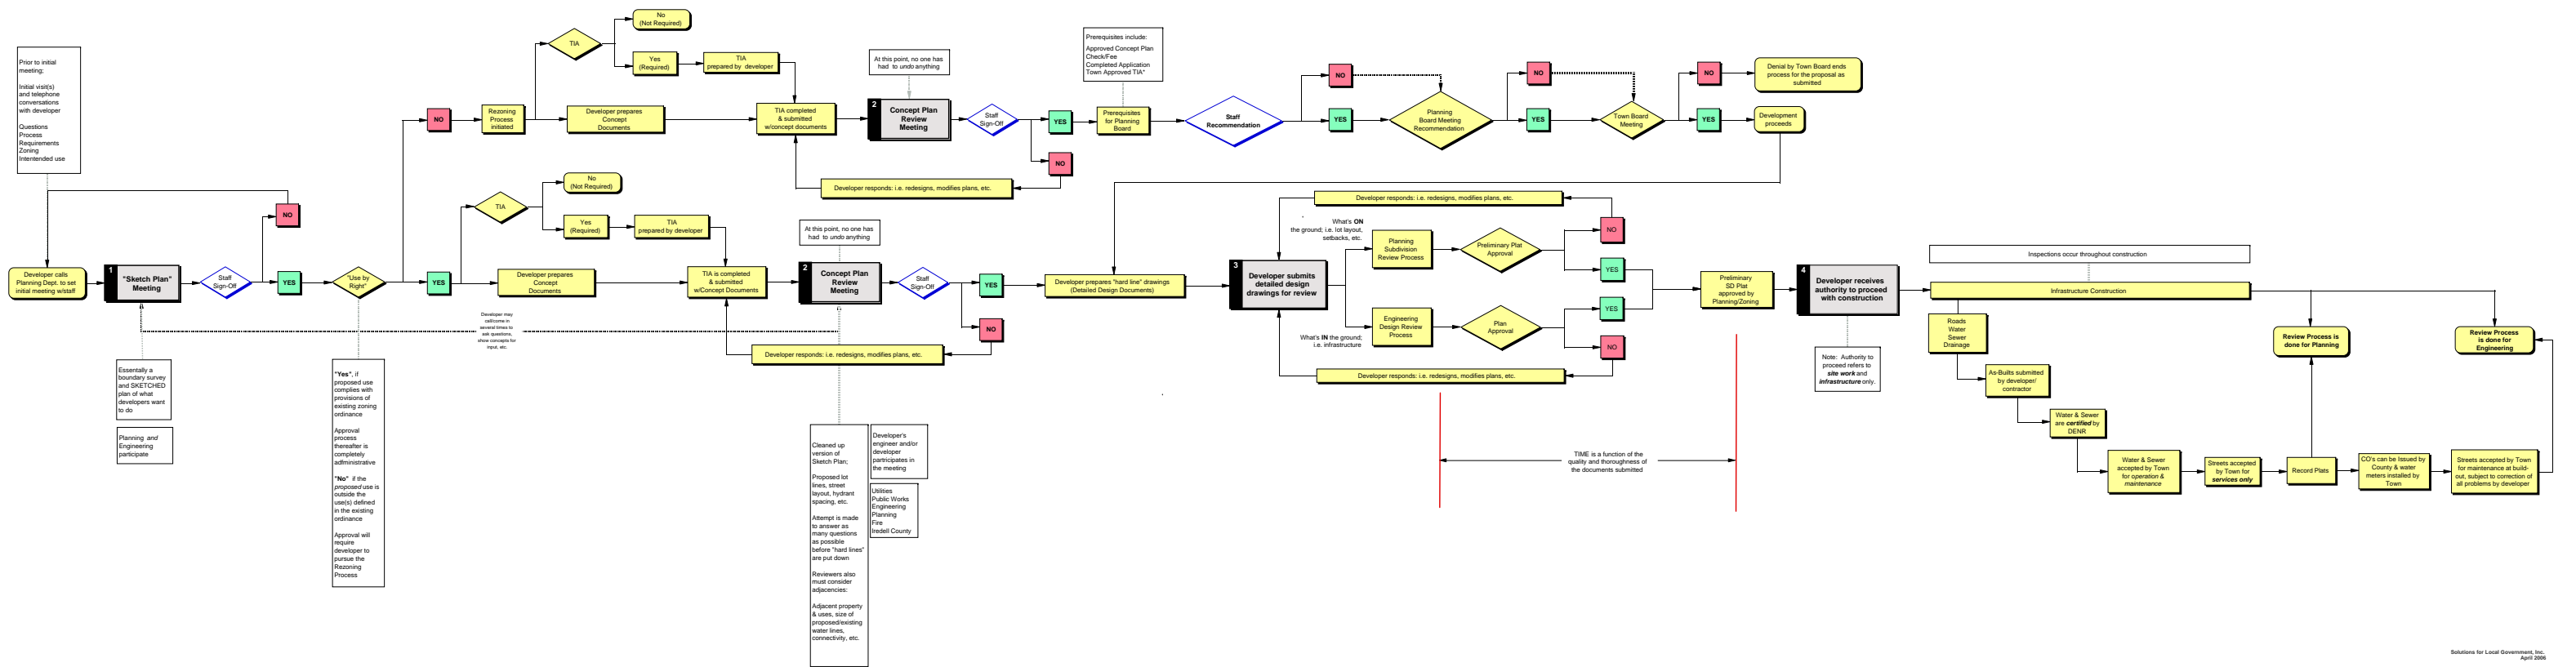 Prior to initial
meeting;
Initial visit(s)
and telephone
conversations
with developer
Questions
Process
Requirements
Zoning
Intentended use
No
(Not Required)
TIA
Yes
(Required)
TIA
prepared by developer
NO
Rezoning
Process
initiated
Developer prepares
Concept
Documents
TIA completed
& submitted
w/concept documents
At this point, no one has
had to undo anything
2
Concept Plan
Review
Meeting
Staff
Sign-Off
YES
NO
Developer responds: i.e. redesigns, modifies plans, etc.
Prerequisites include:
Approved Concept Plan
Check/Fee
Completed Application
Town Approved TIA"
Prerequisites
for Planning
Board
Staff
Recommendation
NO
YES
Planning
Board Meeting
Recommendation
NO
YES
Town Board
Meeting
NO
YES
Denial by Town Board ends
process for the proposal as
submitted
Development
proceeds
Developer calls
Planning Dept. to set
initial meeting w/staff
1
"Sketch Plan"
Meeting
Staff
Sign-Off
NO
YES
"Use by
Right"
YES
TIA
No
(Not Required)
Yes
(Required)
TIA
prepared by developer
Developer prepares
Concept
Documents
TIA is completed
& submitted
w/Concept Documents
At this point, no one has
had to undo anything
2
Concept Plan
Review
Meeting
Staff
Sign-Off
YES
NO
Developer responds: i.e. redesigns, modifies plans, etc.
Developer may
call/come in
several times to
ask questions,
show concepts for
input, etc.
Essentally a
boundary survey
and SKETCHED
plan of what
developers want
to do
Planning and
Engineering
participate
"Yes", if
proposed use
complies with
provisions of
existing zoning
ordinance
Approval
process
thereafter is
completely
adfministrative
"No" if the
proposed use is
outside the
use(s) defined
in the existing
ordinance
Approval will
require
developer to
pursue the
Rezoning
Process
Cleaned up
version of
Sketch Plan;
Proposed lot
lines, street
layout, hydrant
spacing, etc.
Attempt is made
to answer as
many questions
as possible
before "hard lines"
are put down
Reviewers also
must consider
adjacencies:
Adjacent property
& uses, size of
proposed/existing
water lines,
connectivity, etc.
Developer's
engineer and/or
developer
partricipates in
the meeting
Utilities
Public Works
Engineering
Planning
Fire
Iredell County
Developer prepares "hard line" drawings
(Detailed Design Documents)
3
Developer submits
detailed design
drawings for review
Developer responds: i.e. redesigns, modifies plans, etc.
What's ON
the ground; i.e. lot layout,
setbacks, etc.
Planning
Subdivision
Review Process
Preliminary Plat
Approval
NO
YES
What's IN the ground;
i.e. infrastructure
Engineering
Design Review
Process
Plan
Approval
YES
NO
Developer responds: i.e. redesigns, modifies plans, etc.
TIME is a function of the
quality and thoroughness of
the documents submitted
Preliminary
SD Plat
approved by
Planning/Zoning
4
Developer receives
authority to proceed
with construction
Note: Authority to
proceed refers to
site work and
infrastructure only.
Inspections occur throughout construction
Infrastructure Construction
Roads
Water
Sewer
Drainage
As-Builts submitted
by developer/
contractor
Water & Sewer
are certified by
DENR
Water & Sewer
accepted by Town
for operation &
maintenance
Streets accepted
by Town for
services only
Record Plats
CO's can be Issued by
County & water
meters installed by
Town
Streets accepted by Town
for maintenance at build-
out, subject to correction of
all problems by developer
Review Process is
done for Planning
Review Process
is done for
Engineering
Solutions for Local Government, Inc.
April 2006